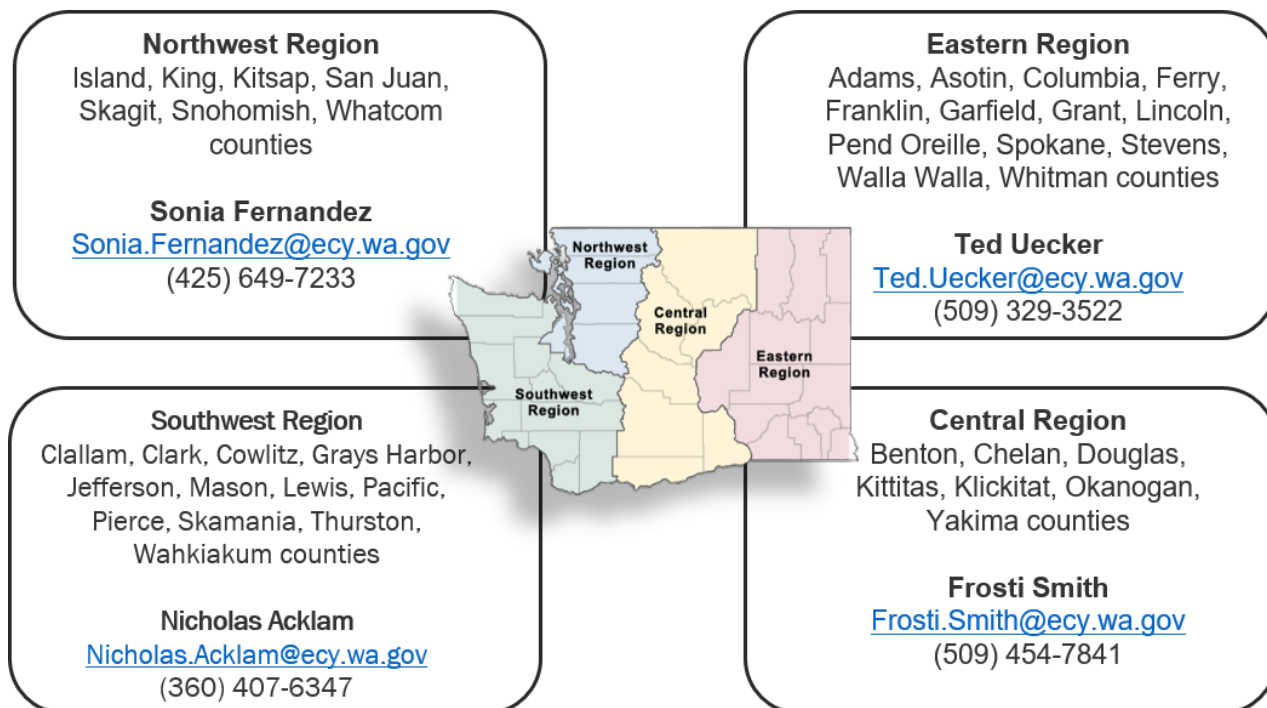 Northwest Region
Island, King, Kitsap, San Juan,
Skagit, Snohomish, Whatcom
counties
Sonia Fernandez
Sonia.Fernandez@ecy.wa.gov
(425) 649-7233
Eastern Region
Adams, Asotin, Columbia, Ferry,
Franklin, Garfield, Grant, Lincoln,
Pend Oreille, Spokane, Stevens,
Walla Walla, Whitman counties
Ted Uecker
Ted.Uecker@ecy.wa.gov
(509) 329-3522
Northwest
Region
Central
Region
Eastern
Region
Southwest
Region
Southwest Region
Clallam, Clark, Cowlitz, Grays Harbor,
Jefferson, Mason, Lewis, Pacific,
Pierce, Skamania, Thurston,
Wahkiakum counties
Nicholas Acklam
Nicholas.Acklam@ecy.wa.gov
(360) 407-6347
Central Region
Benton, Chelan, Douglas,
Kittitas, Klickitat, Okanogan,
Yakima counties
Frosti Smith
Frosti.Smith@ecy.wa.gov
(509) 454-7841